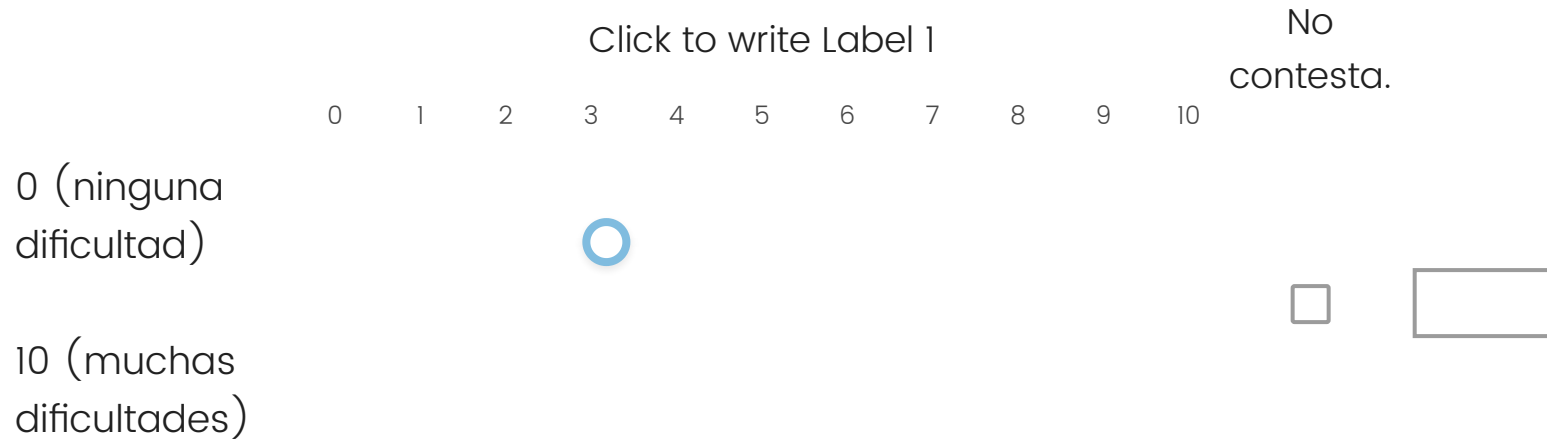 Click to write Label 1
No
contesta.
0 1 2 3 4 5 6 7 8 9 10
0 (ninguna
dificultad)
10 (muchas
dificultades)